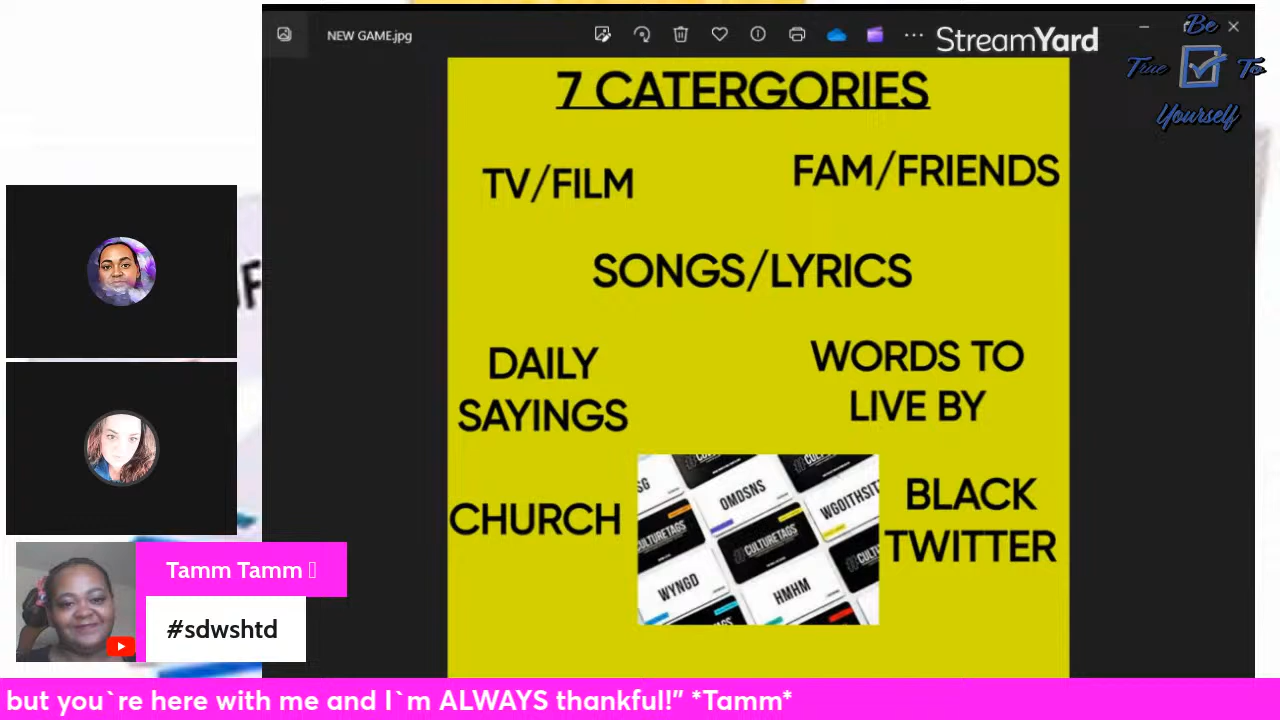 NEW GAME.jpg
StreamYard
Be
True To
Yourself
7 CATERGORIES
TV/FILM
FAM/FRIENDS
SONGS/LYRICS
DAILY
SAYINGS
WORDS TO
LIVE BY
CHURCH
BLACK
TWITTER
SG
OMDSNS
WGOITHSIT
CULTURETAGS
#CULTURETAGS
WYNGD
HMHM
Tamm Tamm
#sdwshtd
but you`re here with me and I`m ALWAYS thankful!” *Tamm*